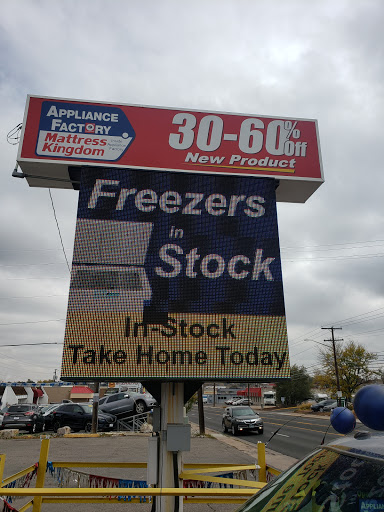 APPLIANCE
FACTORY
Mattress
Kingdom
30-60% Off
New Product
Freezers
in
Stock
In-Stock
Take Home Today